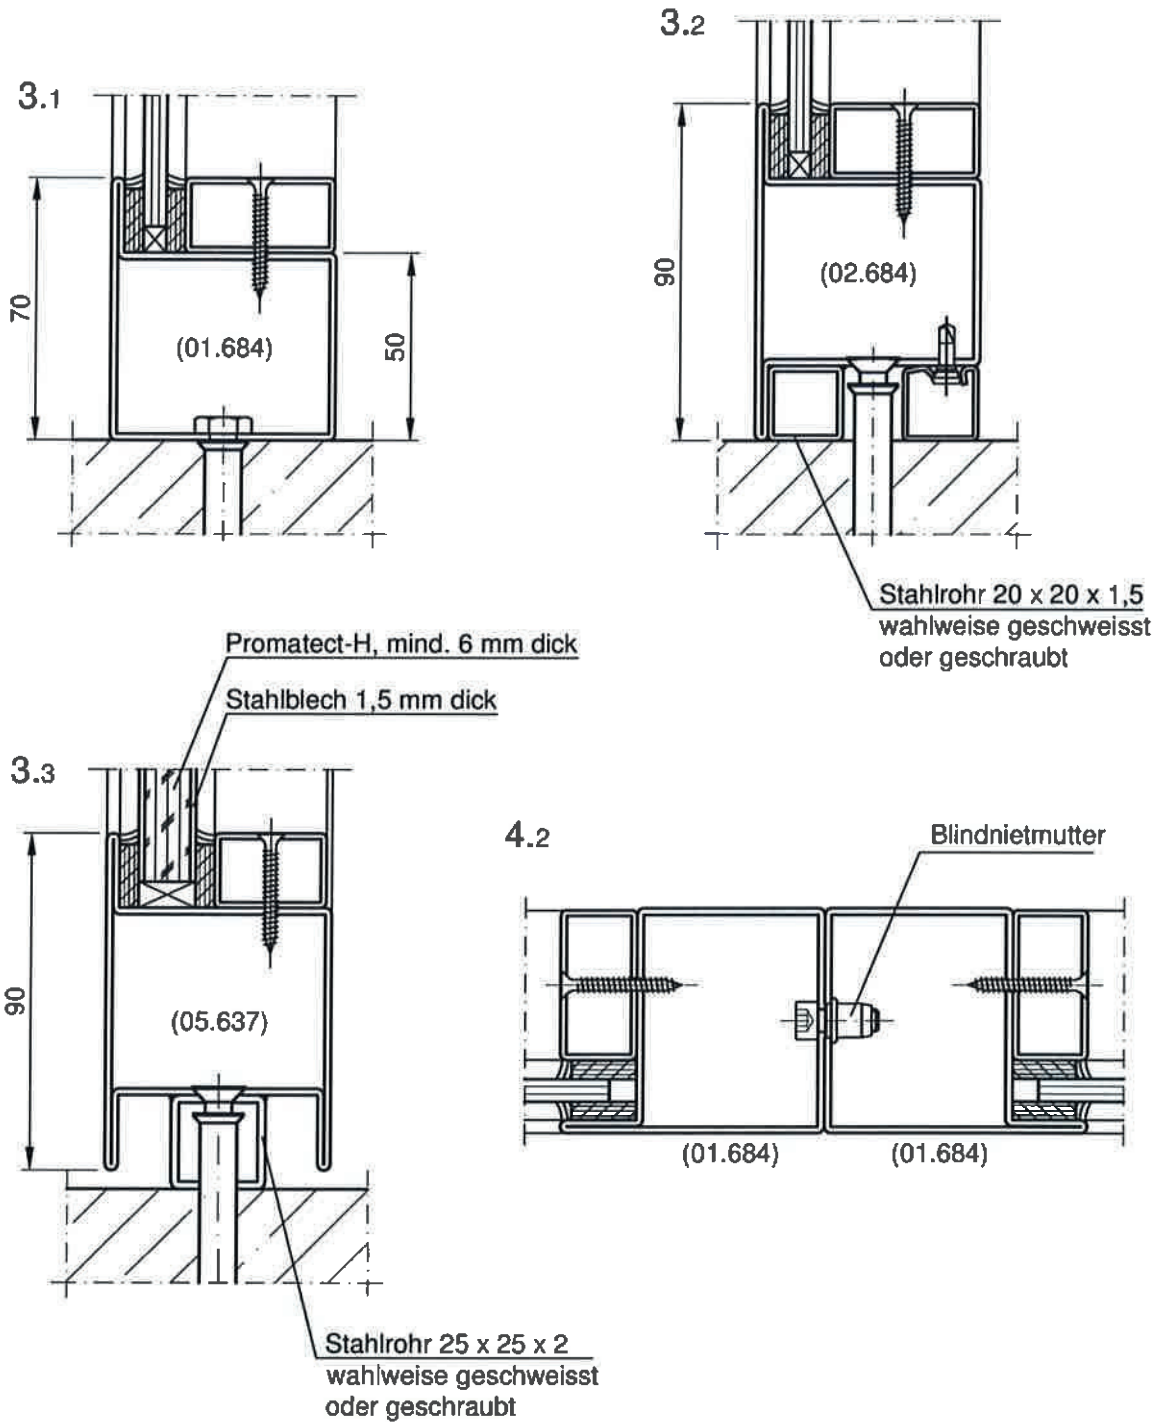 3.1
70
(01.684)
50
3.2
90
(02.684)
Stahlrohr 20 x 20 x 1,5
wahlweise geschweisst
oder geschraubt
Promatect-H, mind. 6 mm dick
Stahlblech 1,5 mm dick
3.3
90
(05.637)
Stahlrohr 25 x 25 x 2
wahlweise geschweisst
oder geschraubt
4.2
Blindnietmutter
(01.684) (01.684)